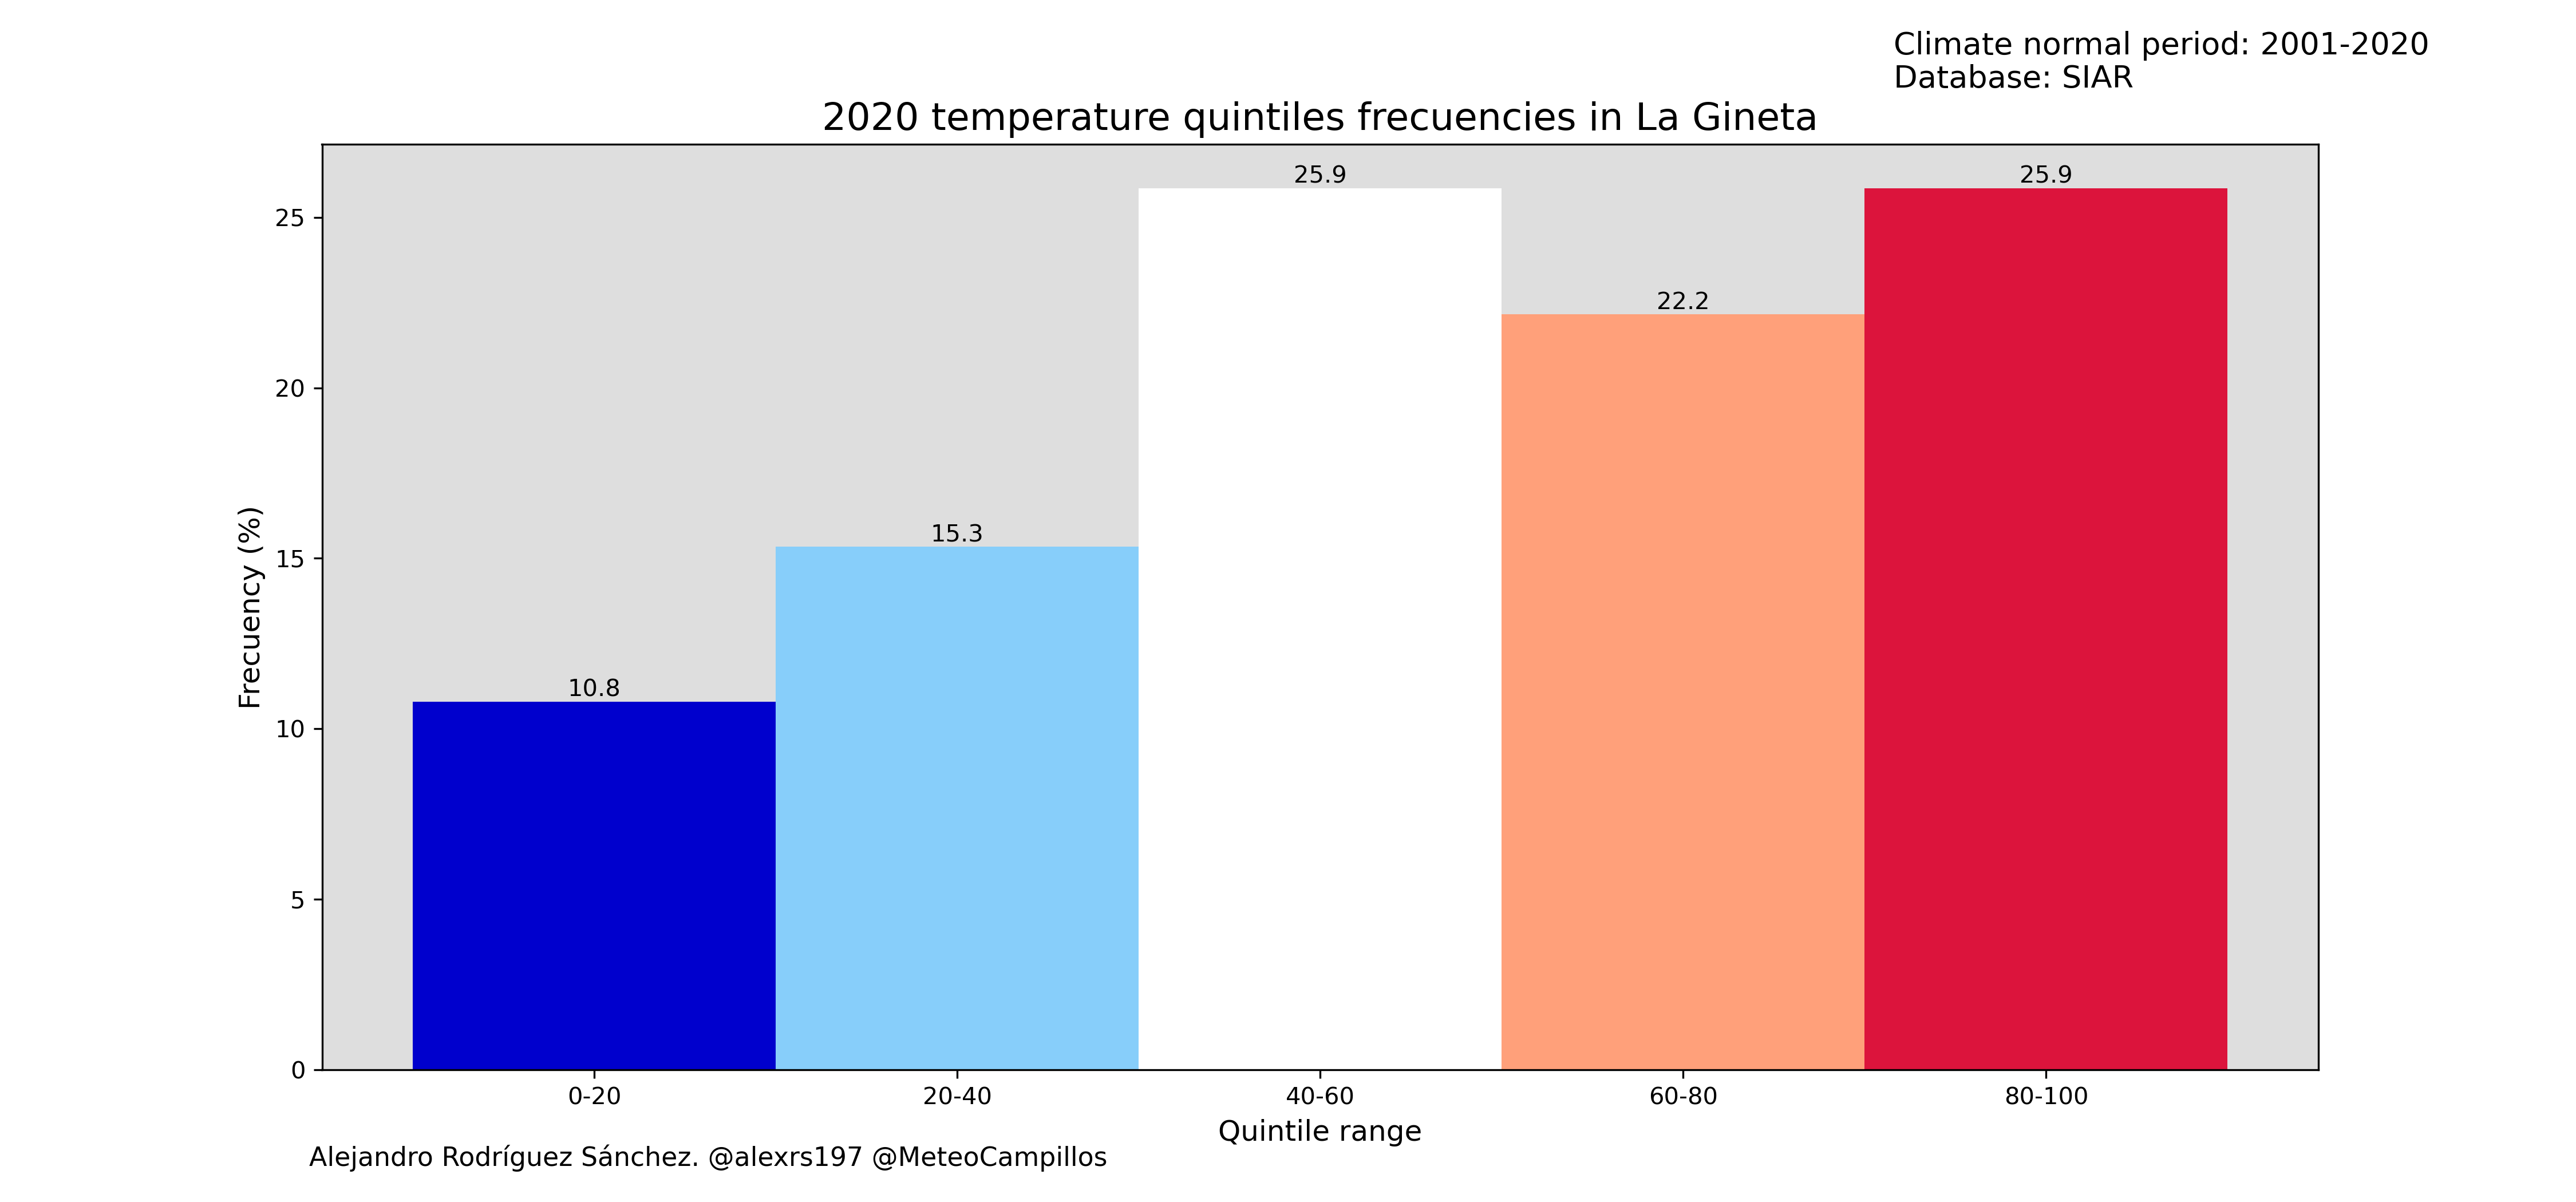 Climate normal period: 2001-2020
Database: SIAR
2020 temperature quintiles frecuencies in La Gineta
25.9
25.9
25
22.2
20
15.3
15
10.8
10
5
0
Frecuency (%)
0-20
20-40
40-60
60-80
80-100
Quintile range
Alejandro Rodríguez Sánchez. @alexrs197 @MeteoCampillos